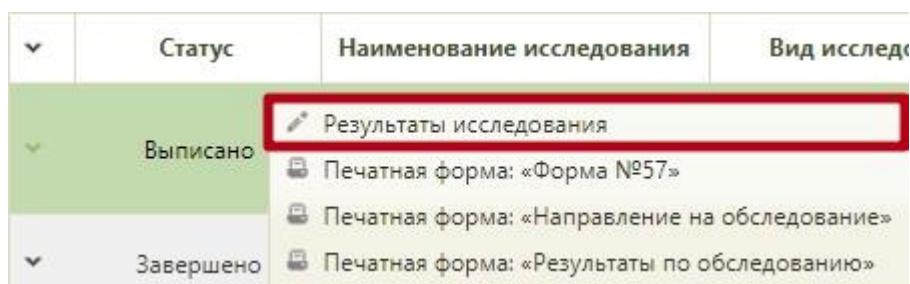 Статус Наименование исследования Вид исследо
Результаты исследования
Выписано
Печатная форма: «Форма №57»
Печатная форма: «Направление на обследование»
Завершено Печатная форма: «Результаты по обследованию»